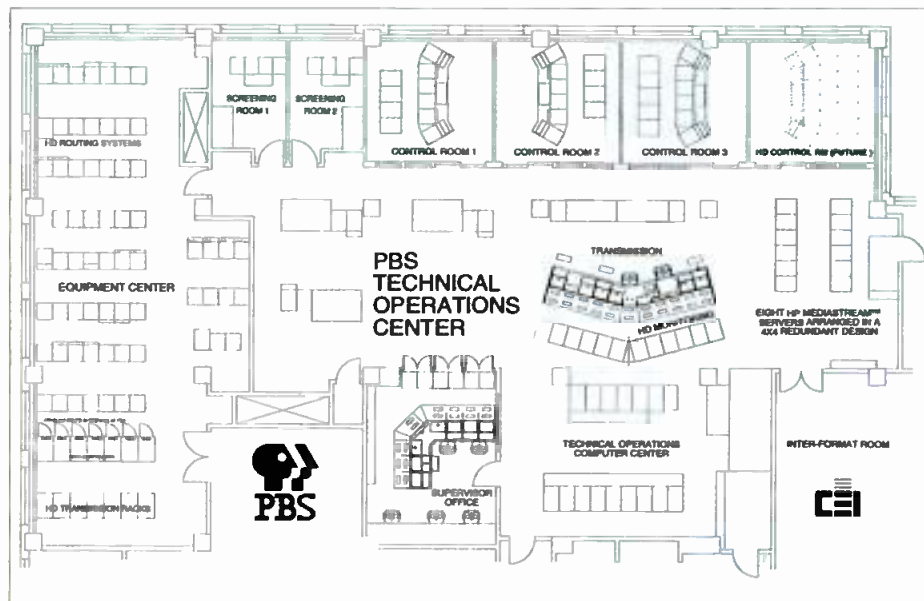 SCREENING
ROOM 1
SCREENING
ROOM 2
CONTROL ROOM 1
CONTROL ROOM 2
CONTROL ROOM 3
HD CONTROL RM (FUTURE)
HD ROUTING SYSTEMS
EQUIPMENT CENTER
PBS
TECHNICAL
OPERATIONS
CENTER
TRANSMISSION
HD MONITORING
EIGHT HP MEDIASTREAM™
SERVERS ARRANGED IN A
4X4 REDUNDANT DESIGN
TECHNICAL OPERATIONS
COMPUTER CENTER
INTER-FORMAT ROOM
SUPERVISOR
OFFICE
HD TRANSMISSION RACKS
PBS
CEI